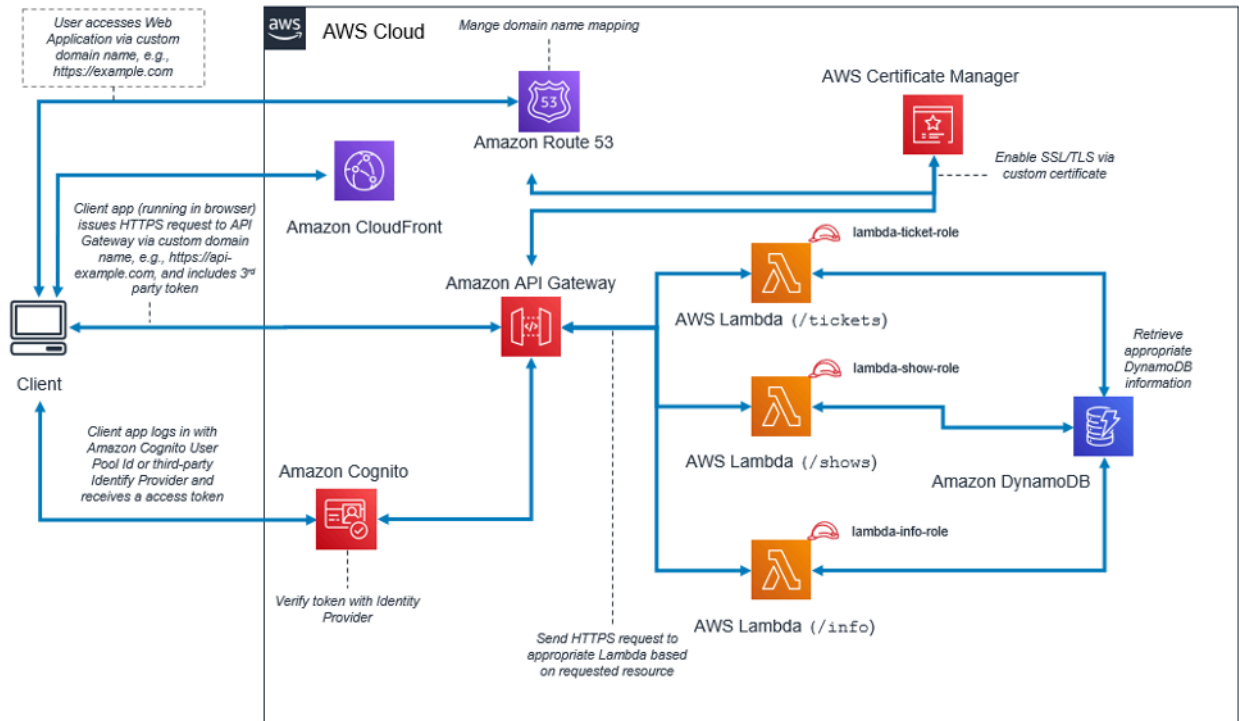 User accesses Web
Application via custom
domain name, e.g.,
https://example.com
aws
AWS Cloud
Mange domain name mapping
53
Amazon Route 53
AWS Certificate Manager
Enable SSL/TLS via
custom certificate
Amazon CloudFront
Client app (running in browser)
issues HTTPS request to API
Gateway via custom domain
name, e.g., https://api-
example.com, and includes 3rd
party token
Client
Amazon API Gateway
lambda-ticket-role
AWS Lambda (/tickets)
lambda-show-role
AWS Lambda (/shows)
Retrieve
appropriate
DynamoDB
information
Amazon DynamoDB
Client app logs in with
Amazon Cognito User
Pool Id or third-party
Identify Provider and
receives a access token
Amazon Cognito
Verify token with Identity
Provider
lambda-info-role
AWS Lambda (/info)
Send HTTPS request to
appropriate Lambda based
on requested resource